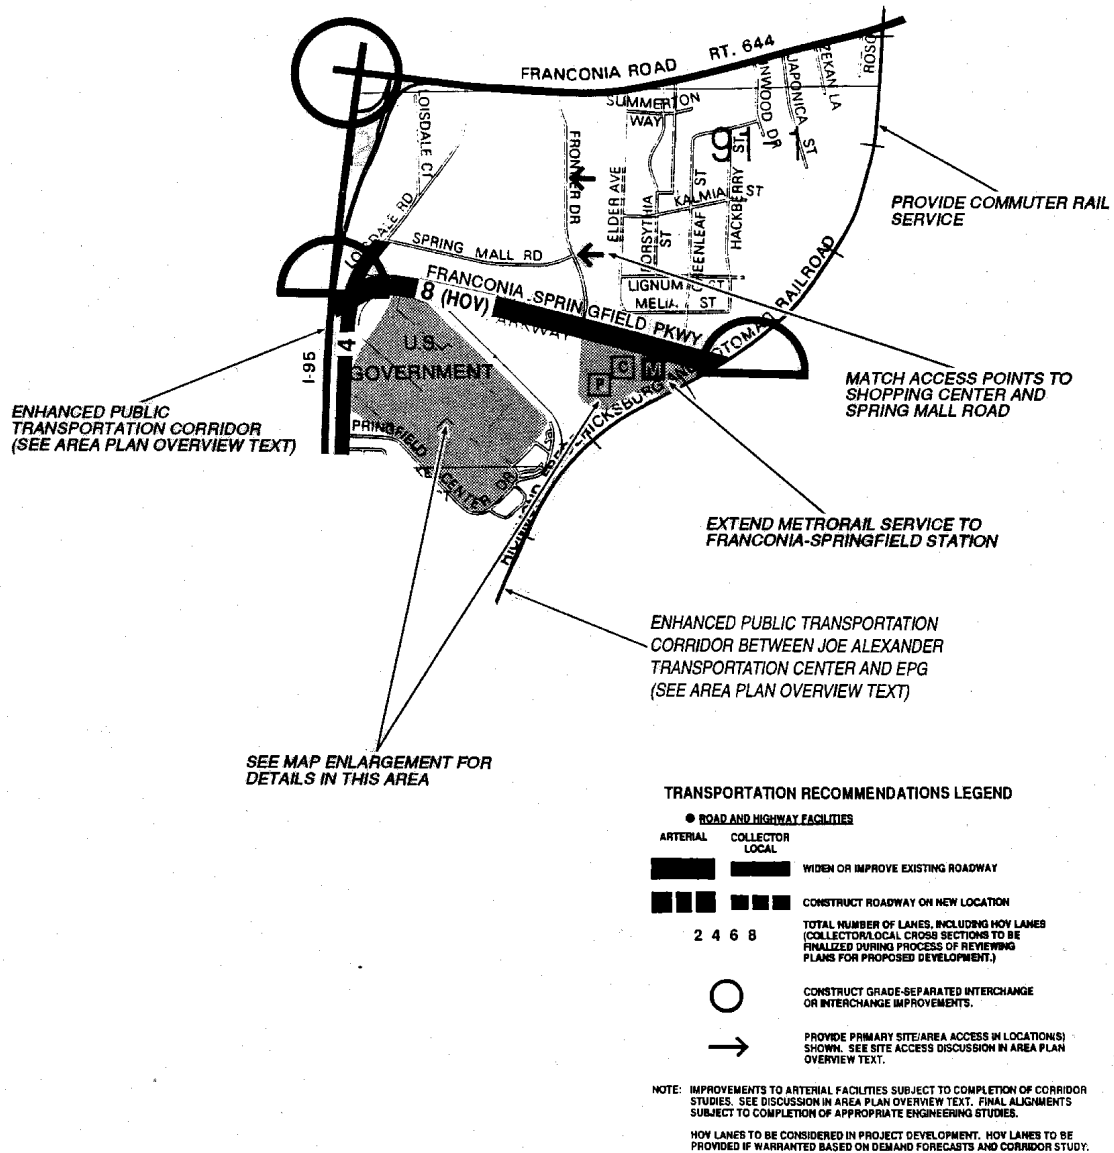 FRANCONIA ROAD
RT. 644
LOISDALE CT
FRONTIER DR
SUMMERTON
WAY
JAPONICA ST
ZEKAN LA
91
ELDER AVE
FORSYTHIA
ST
KALMIA ST
HACKBERRY ST
SPRING MALL RD
FRANCONIA SPRINGFIELD PKWY
8 (HOV)
LIGNUM ST
MELIA ST
4
I-95
U.S.
GOVERNMENT
P
C
M
RAILROAD
CENTER DR
PROVIDE COMMUTER RAIL
SERVICE
MATCH ACCESS POINTS TO
SHOPPING CENTER AND
SPRING MALL ROAD
ENHANCED PUBLIC
TRANSPORTATION CORRIDOR
(SEE AREA PLAN OVERVIEW TEXT)
EXTEND METRORAIL SERVICE TO
FRANCONIA-SPRINGFIELD STATION
ENHANCED PUBLIC TRANSPORTATION
CORRIDOR BETWEEN JOE ALEXANDER
TRANSPORTATION CENTER AND EPG
(SEE AREA PLAN OVERVIEW TEXT)
SEE MAP ENLARGEMENT FOR
DETAILS IN THIS AREA
TRANSPORTATION RECOMMENDATIONS LEGEND
● ROAD AND HIGHWAY FACILITIES
ARTERIAL
COLLECTOR
LOCAL
WIDEN OR IMPROVE EXISTING ROADWAY
CONSTRUCT ROADWAY ON NEW LOCATION
2 4 6 8
TOTAL NUMBER OF LANES, INCLUDING HOV LANES
(COLLECTOR/LOCAL CROSS SECTIONS TO BE
FINALIZED DURING PROCESS OF REVIEWING
PLANS FOR PROPOSED DEVELOPMENT.)
CONSTRUCT GRADE-SEPARATED INTERCHANGE
OR INTERCHANGE IMPROVEMENTS.
PROVIDE PRIMARY SITE/AREA ACCESS IN LOCATION(S)
SHOWN. SEE SITE ACCESS DISCUSSION IN AREA PLAN
OVERVIEW TEXT.
NOTE: IMPROVEMENTS TO ARTERIAL FACILITIES SUBJECT TO COMPLETION OF CORRIDOR
STUDIES. SEE DISCUSSION IN AREA PLAN OVERVIEW TEXT. FINAL ALIGNMENTS
SUBJECT TO COMPLETION OF APPROPRIATE ENGINEERING STUDIES.
HOV LANES TO BE CONSIDERED IN PROJECT DEVELOPMENT. HOV LANES TO BE
PROVIDED IF WARRANTED BASED ON DEMAND FORECASTS AND CORRIDOR STUDY.